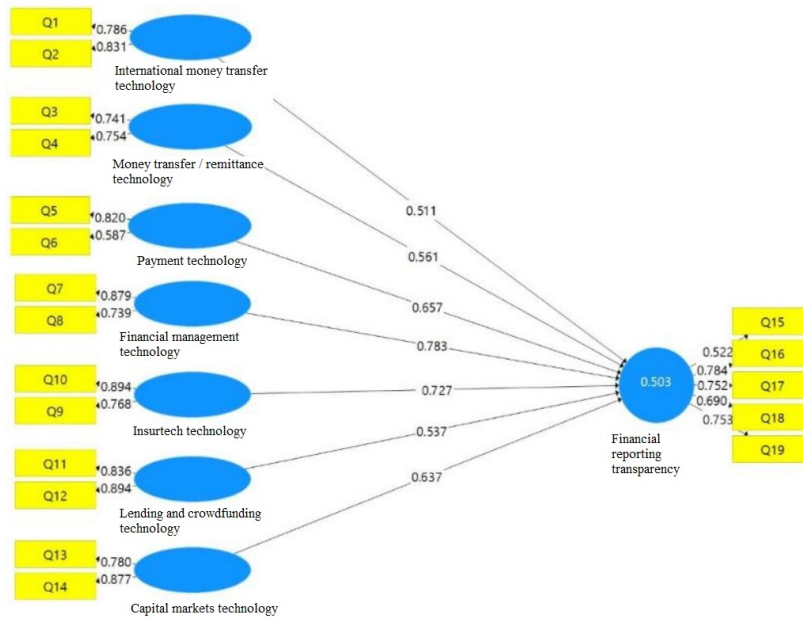 Q1
0.786
0.831
Q2
International money transfer
technology
Q3
0.741
0.754
Q4
Money transfer / remittance
technology
Q5
0.820
0.587
Q6
Payment technology
Q7
0.879
0.739
Q8
Financial management
technology
Q10
0.894
0.768
Q9
Insurtech technology
Q11
0.836
0.894
Q12
Lending and crowdfunding
technology
Q13
0.780
0.877
Q14
Capital markets technology
0.511
0.561
0.657
0.783
0.727
0.537
0.637
0.503
Financial
reporting
transparency
0.522
0.784
0.752
0.690
0.753
Q15
Q16
Q17
Q18
Q19